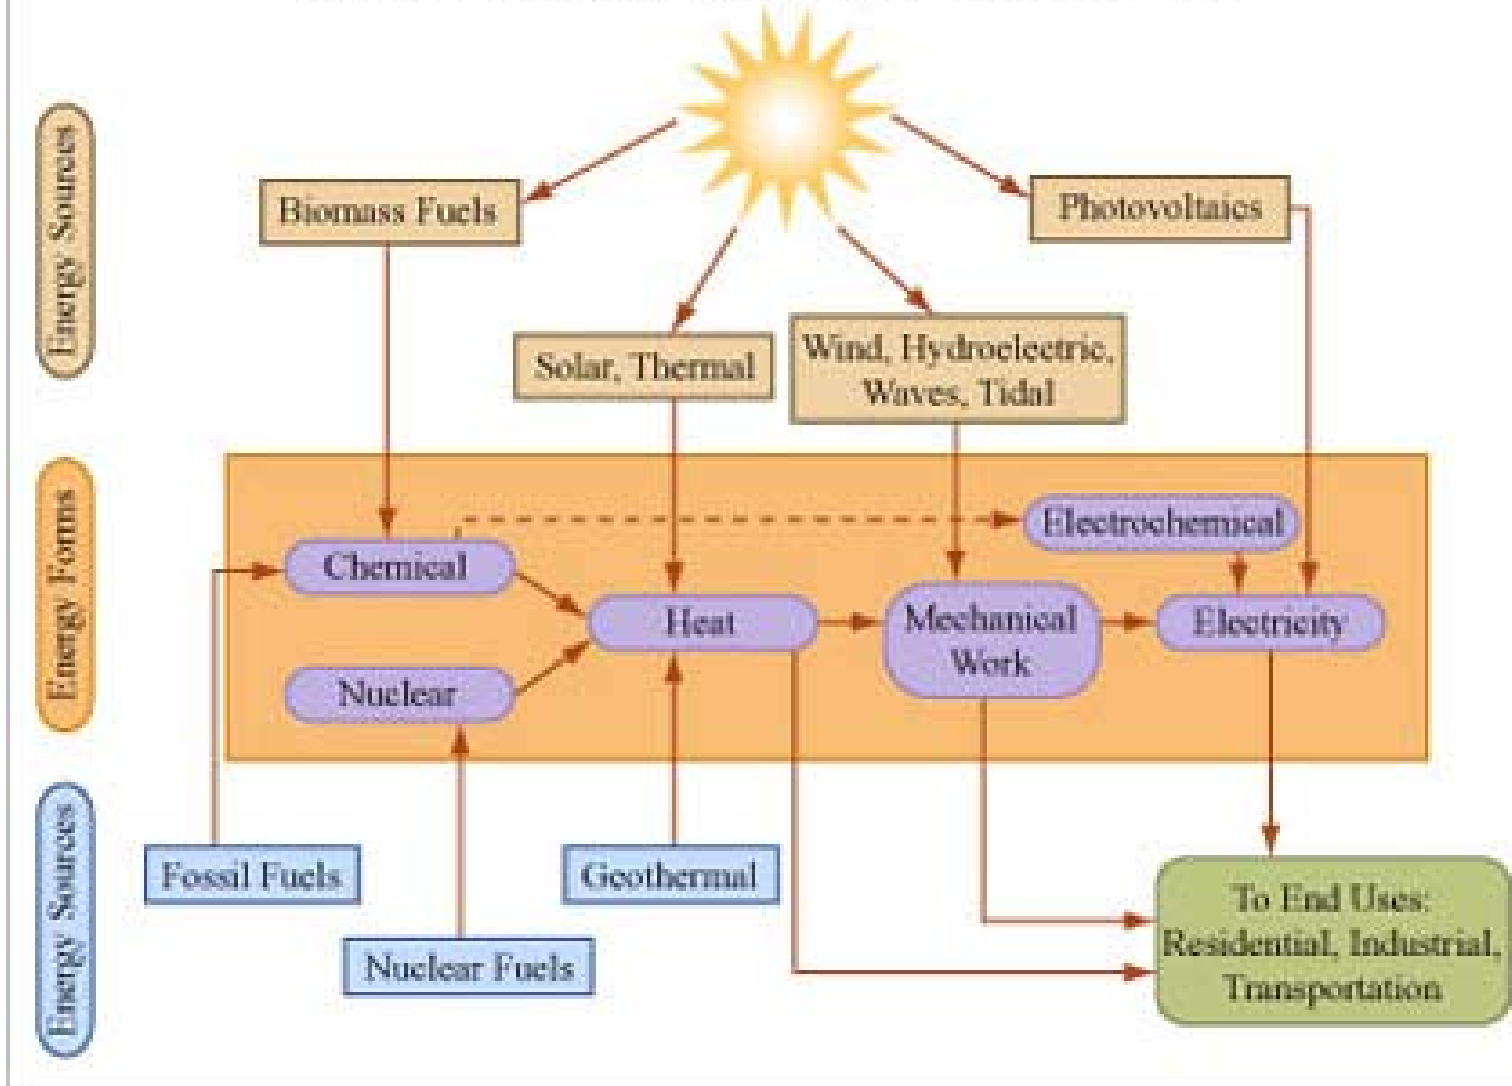 Energy Sources
Biomass Fuels
Photovoltaics
Solar, Thermal
Wind, Hydroelectric,
Waves, Tidal
Energy Foms
Electrochemical
Chemical
Heat
Mechanical
Work
Electricity
Nuclear
Energy Sources
Fossil Fuels
Geothermal
Nuclear Fuels
To End Uses:
Residential, Industrial,
Transportation